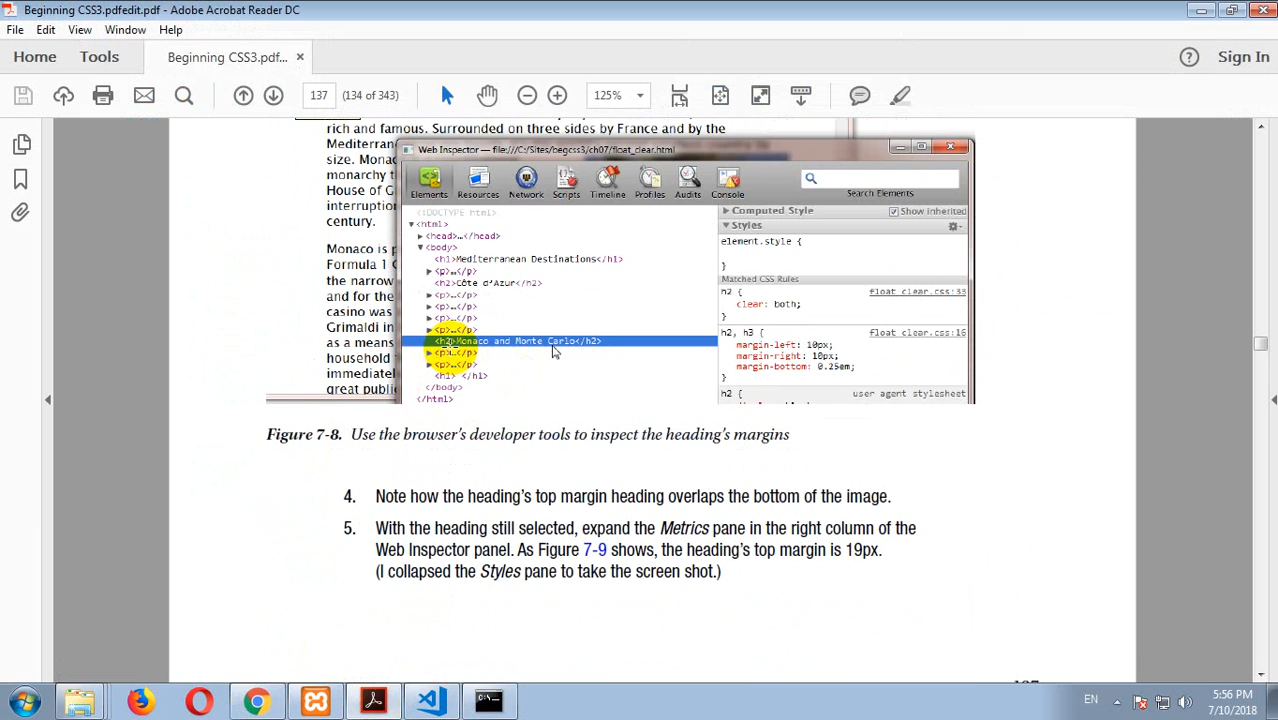 Beginning CSS3.pdfedit.pdf - Adobe Acrobat Reader DC
File Edit View Window Help
Home Tools Beginning CSS3.pdf... × Sign In
137 (134 of 343) 125%
rich and famous. Surrounded on three sides by France and by the
Mediterran
size. Mona
monarchy t
House of G
interruption
century.
Monaco is p
Formula 1 G
the narrow
and for the
casino was
Grimaldi in
as a means
household
immediatel
great public
Web Inspector — file:///C:/Sites/begcss3/ch07/float_clear.html
Elements Resources Network Scripts Timeline Profiles Audits Console Search Elements
<!DOCTYPE html>
▼<html>
▶<head>…</head>
▼<body>
<h1>Mediterranean Destinations</h1>
▶<p>…</p>
<h2>Côte d'Azur</h2>
▶<p>…</p>
▶<p>…</p>
▶<p>…</p>
▶<p>…</p>
<h2>Monaco and Monte Carlo</h2>
▶<p>…</p>
▶<p>…</p>
<h1> </h1>
</body>
</html>
▶ Computed Style Show inherited
▼ Styles
element.style {
}
Matched CSS Rules
h2 { float_clear.css:33
clear: both;
}
h2, h3 { float_clear.css:16
margin-left: 10px;
margin-right: 10px;
margin-bottom: 0.25em;
}
h2 { user agent stylesheet
Figure 7-8. Use the browser's developer tools to inspect the heading's margins
4. Note how the heading's top margin heading overlaps the bottom of the image.
5. With the heading still selected, expand the Metrics pane in the right column of the
Web Inspector panel. As Figure 7-9 shows, the heading's top margin is 19px.
(I collapsed the Styles pane to take the screen shot.)
EN
5:56 PM
7/10/2018